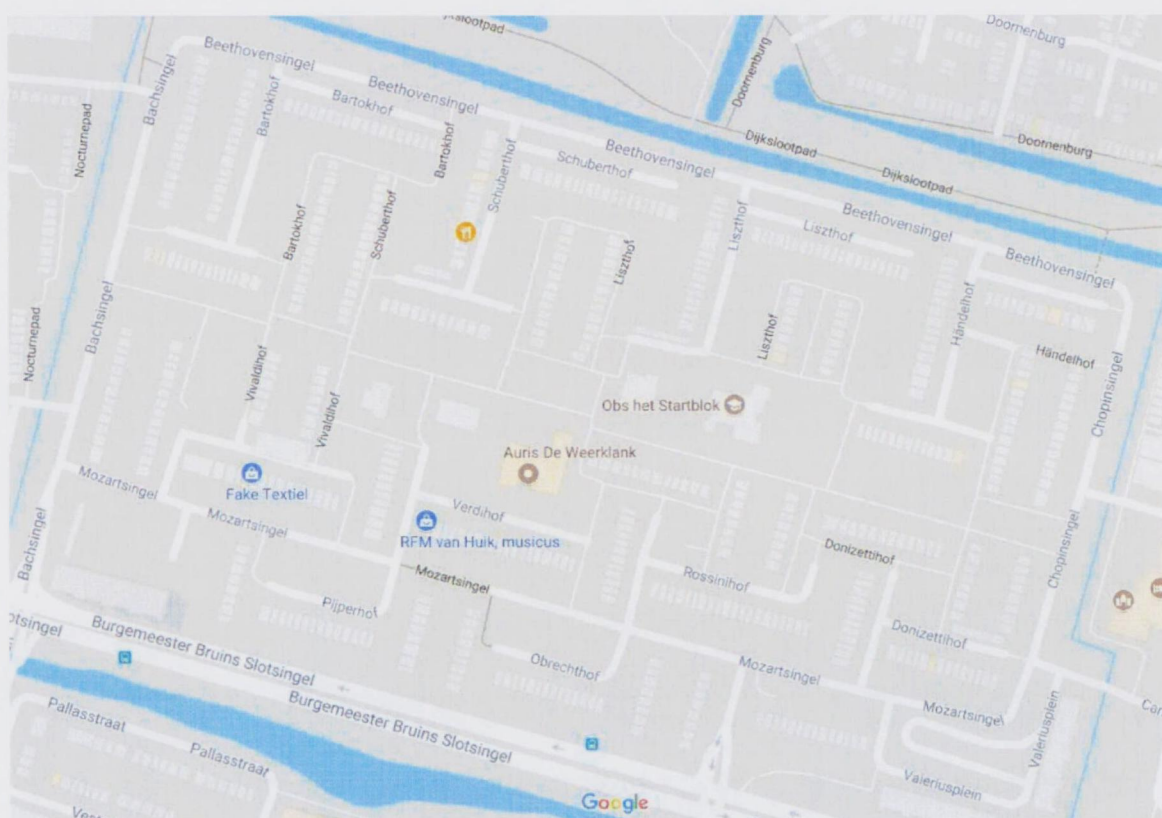 Dijkslootpad
Doornenburg
Beethovensingel
Doornenburg
Bachsingel
Bartokhof
Beethovensingel
Bartokhof
Nocturnepad
Bartokhof
Schuberthof
Beethovensingel
Dijkslootpad
Doornenburg
Schuberthof
Dijkslootpad
Bartokhof
Schuberthof
Liszthof
Liszthof
Liszthof
Beethovensingel
Beethovensingel
Bachsingel
Nocturnepad
Vivaldihof
Liszthof
Händelhof
Händelhof
Chopinsingel
Vivaldihof
Obs het Startblok
Auris De Weerklank
Mozartsingel
Fake Textiel
Verdihof
Mozartsingel
RFM van Huik, musicus
Bachsingel
Donizettihof
Chopinsingel
Mozartsingel
Rossinihof
Pijperhof
Slotsingel
Burgemeester Bruins Slotsingel
Donizettihof
Obrechthof
Mozartsingel
Burgemeester Bruins Slotsingel
Pallasstraat
Mozartsingel
Valeriusplein
Pallasstraat
Valeriusplein
Google